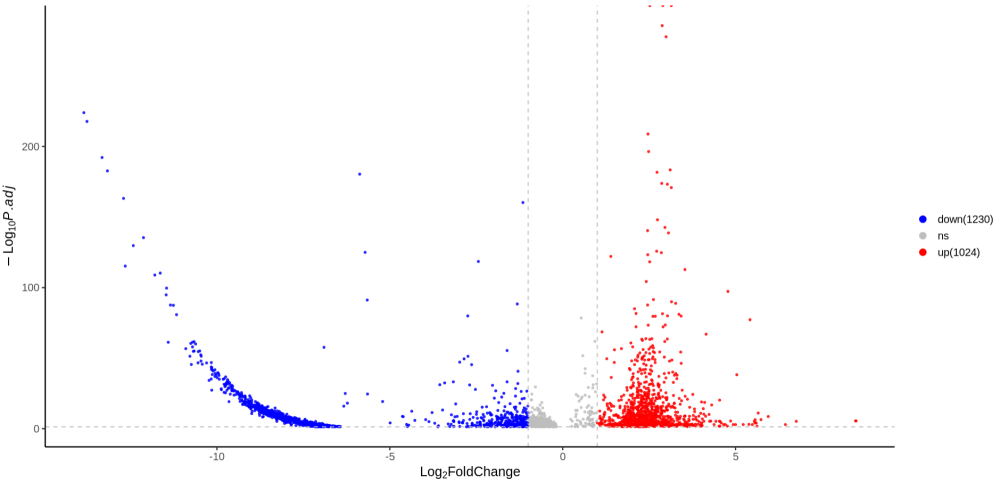 200
100
0
-10
-5
0
5
−Log₁₀P.adj
Log₂FoldChange
down(1230)
ns
up(1024)